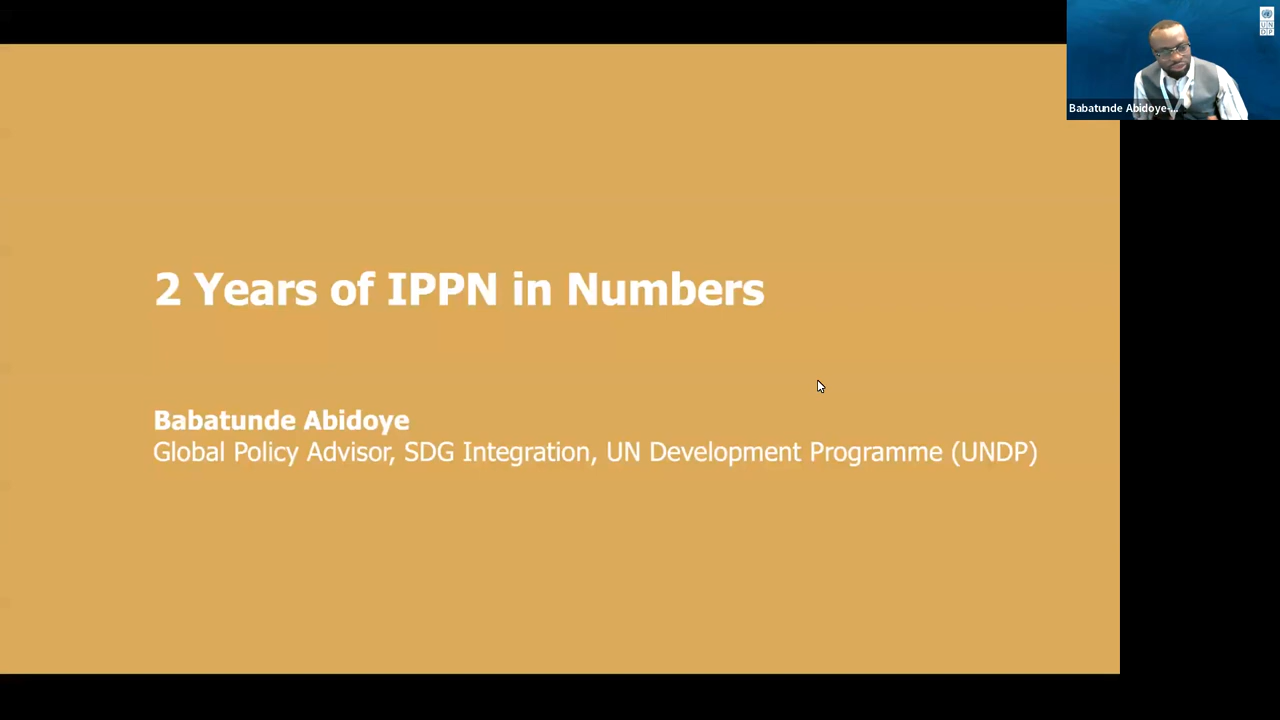 Babatunde Abidoye-...
U N
D P
2 Years of IPPN in Numbers
Babatunde Abidoye
Global Policy Advisor, SDG Integration, UN Development Programme (UNDP)